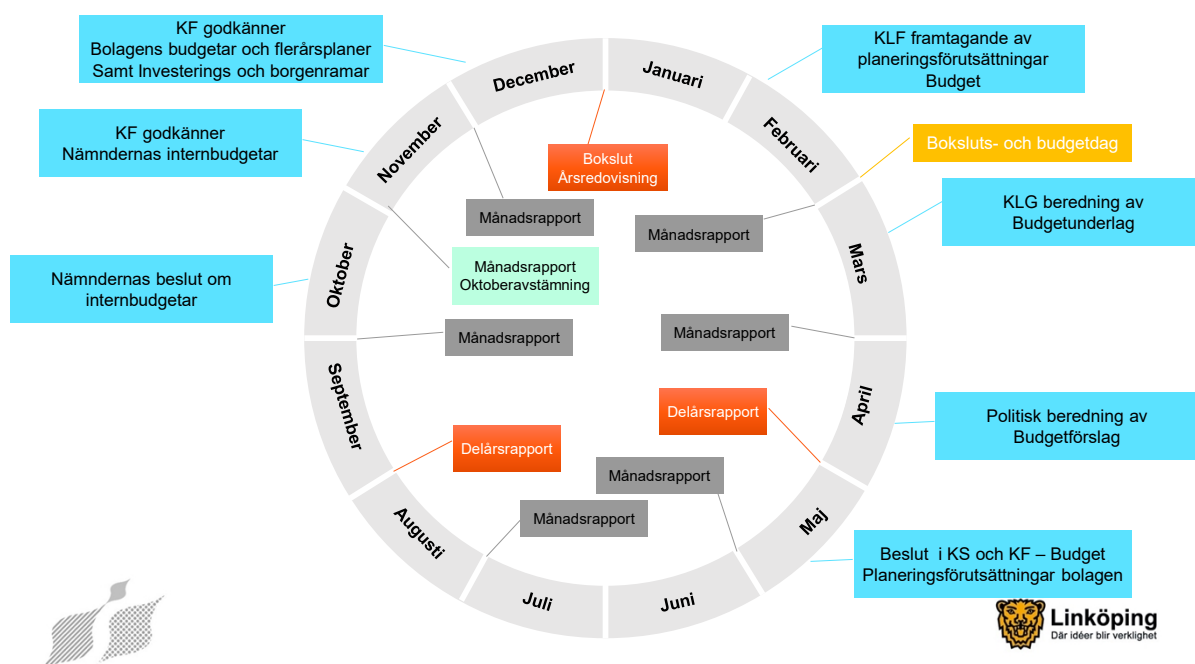 KF godkänner
Bolagens budgetar och flerårsplaner
Samt Investerings och borgenramar
KLF framtagande av
planeringsförutsättningar
Budget
December
Januari
November
Februari
KF godkänner
Nämndernas internbudgetar
Boksluts- och budgetdag
Bokslut
Årsredovisning
Månadsrapport
Månadsrapport
KLG beredning av
Budgetunderlag
Oktober
Mars
Nämndernas beslut om
internbudgetar
Månadsrapport
Oktoberavstämning
Månadsrapport
Månadsrapport
September
April
Delårsrapport
Politisk beredning av
Budgetförslag
Delårsrapport
Månadsrapport
Månadsrapport
Augusti
Maj
Juli
Juni
Beslut i KS och KF – Budget
Planeringsförutsättningar bolagen
Linköping
Där idéer blir verklighet